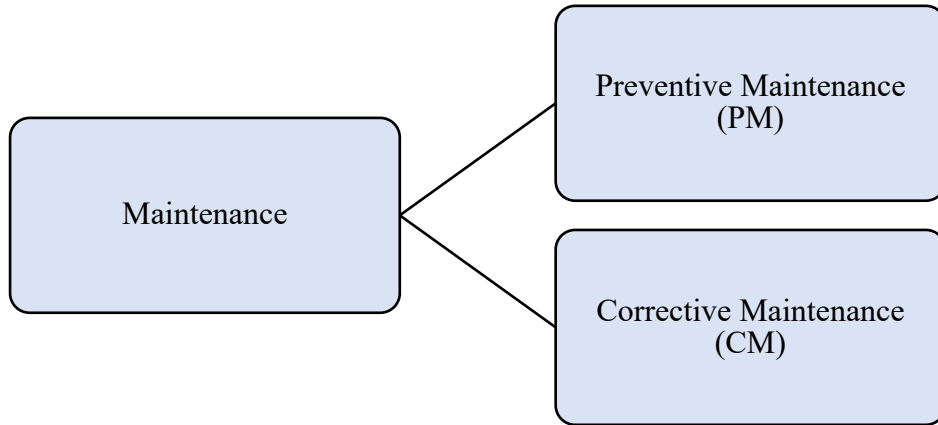 Maintenance
Preventive Maintenance
(PM)
Corrective Maintenance
(CM)